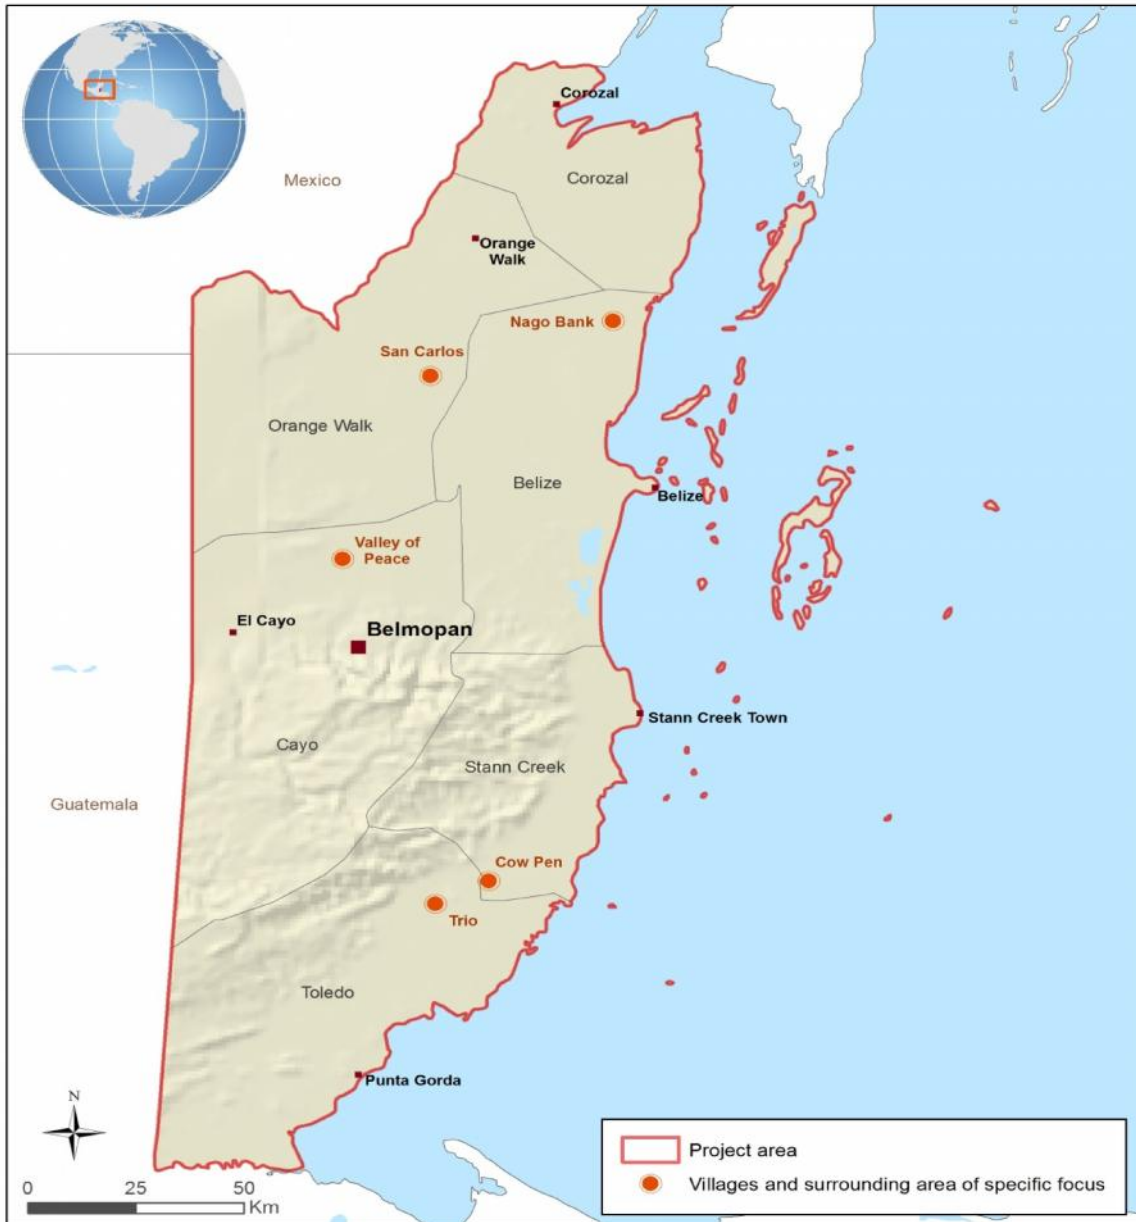 Corozal
Mexico
Corozal
Orange
Walk
Nago Bank
San Carlos
Orange Walk
Belize
Belize
Valley of
Peace
El Cayo
Belmopan
Stann Creek Town
Cayo
Stann Creek
Guatemala
Cow Pen
Trio
Toledo
Punta Gorda
N
Project area
Villages and surrounding area of specific focus
0 25 50
Km